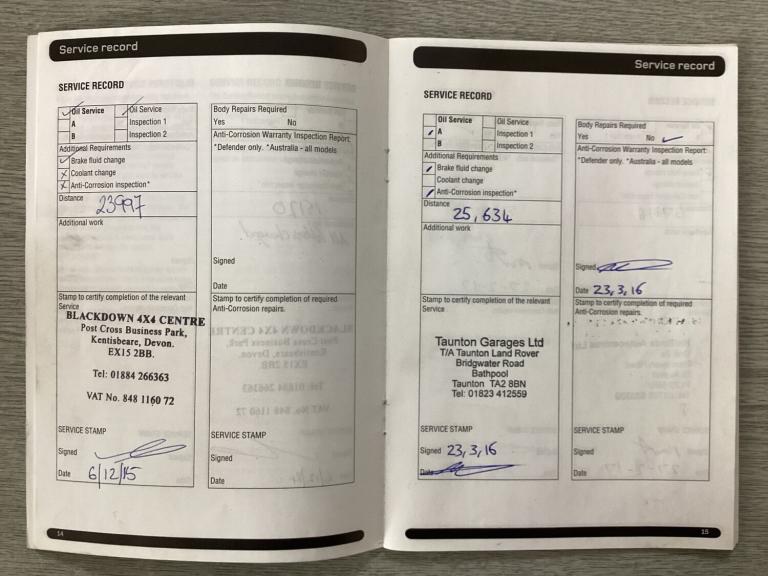 Service record
SERVICE RECORD
Oil Service
Oil Service
A
Inspection 1
B
Inspection 2
Additional Requirements
Brake fluid change
Coolant change
Anti-Corrosion inspection*
Distance
23997
Additional work
Stamp to certify completion of the relevant
Service
BLACKDOWN 4X4 CENTRE
Post Cross Business Park,
Kentisbeare, Devon.
EX15 2BB.
Tel: 01884 266363
VAT No. 848 1160 72
SERVICE STAMP
Signed
Date 6/12/15
Body Repairs Required
Yes No
Anti-Corrosion Warranty Inspection Report:
*Defender only. *Australia - all models
Signed
Date
Stamp to certify completion of required
Anti-Corrosion repairs.
SERVICE STAMP
Signed
Date
14
Service record
SERVICE RECORD
Oil Service
Oil Service
A
Inspection 1
B
Inspection 2
Additional Requirements
Brake fluid change
Coolant change
Anti-Corrosion inspection*
Distance
25,634
Additional work
Stamp to certify completion of the relevant
Service
Taunton Garages Ltd
T/A Taunton Land Rover
Bridgwater Road
Bathpool
Taunton TA2 8BN
Tel: 01823 412559
SERVICE STAMP
Signed 23,3,16
Date
Body Repairs Required
Yes No
Anti-Corrosion Warranty Inspection Report:
*Defender only. *Australia - all models
Signed
Date 23,3,16
Stamp to certify completion of required
Anti-Corrosion repairs.
SERVICE STAMP
Signed
Date
15